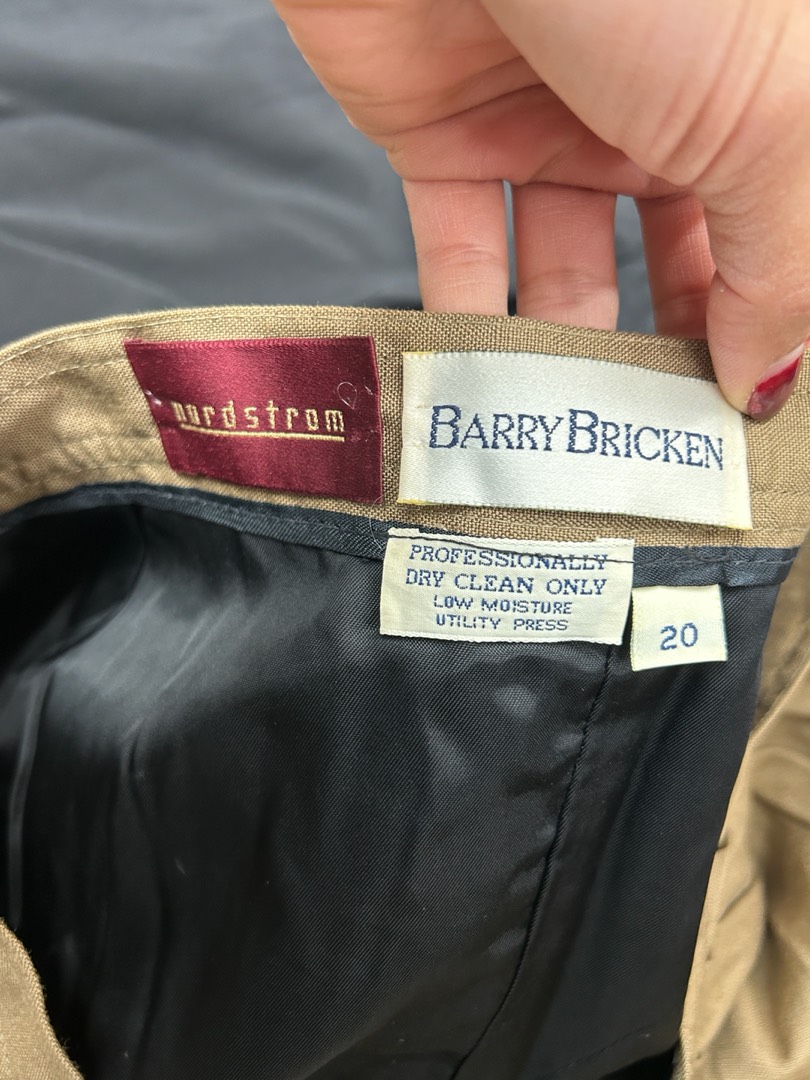 nordstrom
BARRY BRICKEN
PROFESSIONALLY
DRY CLEAN ONLY
LOW MOISTURE
UTILITY PRESS
20